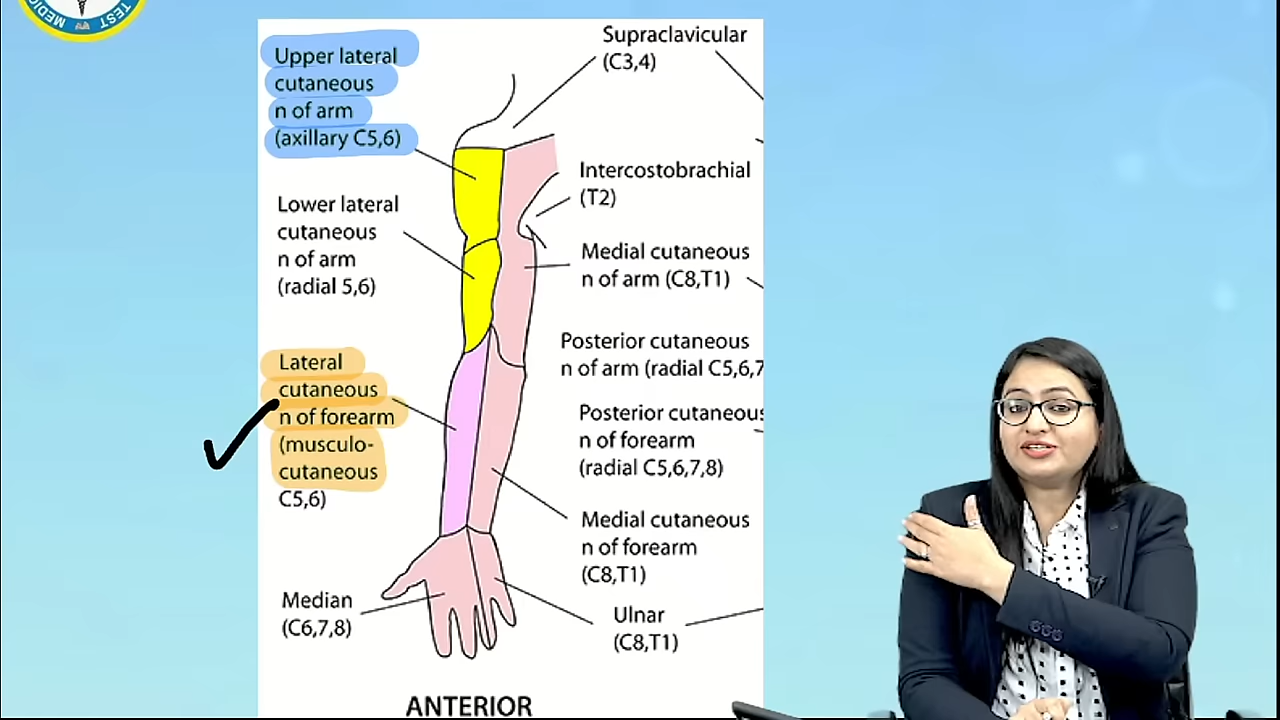 MEDIC
TEST
Upper lateral
cutaneous
n of arm
(axillary C5,6)
Lower lateral
cutaneous
n of arm
(radial 5,6)
Lateral
cutaneous
n of forearm
(musculo-
cutaneous
C5,6)
Median
(C6,7,8)
Supraclavicular
(C3,4)
Intercostobrachial
(T2)
Medial cutaneous
n of arm (C8,T1)
Posterior cutaneous
n of arm (radial C5,6,7
Posterior cutaneous
n of forearm
(radial C5,6,7,8)
Medial cutaneous
n of forearm
(C8,T1)
Ulnar
(C8,T1)
ANTERIOR